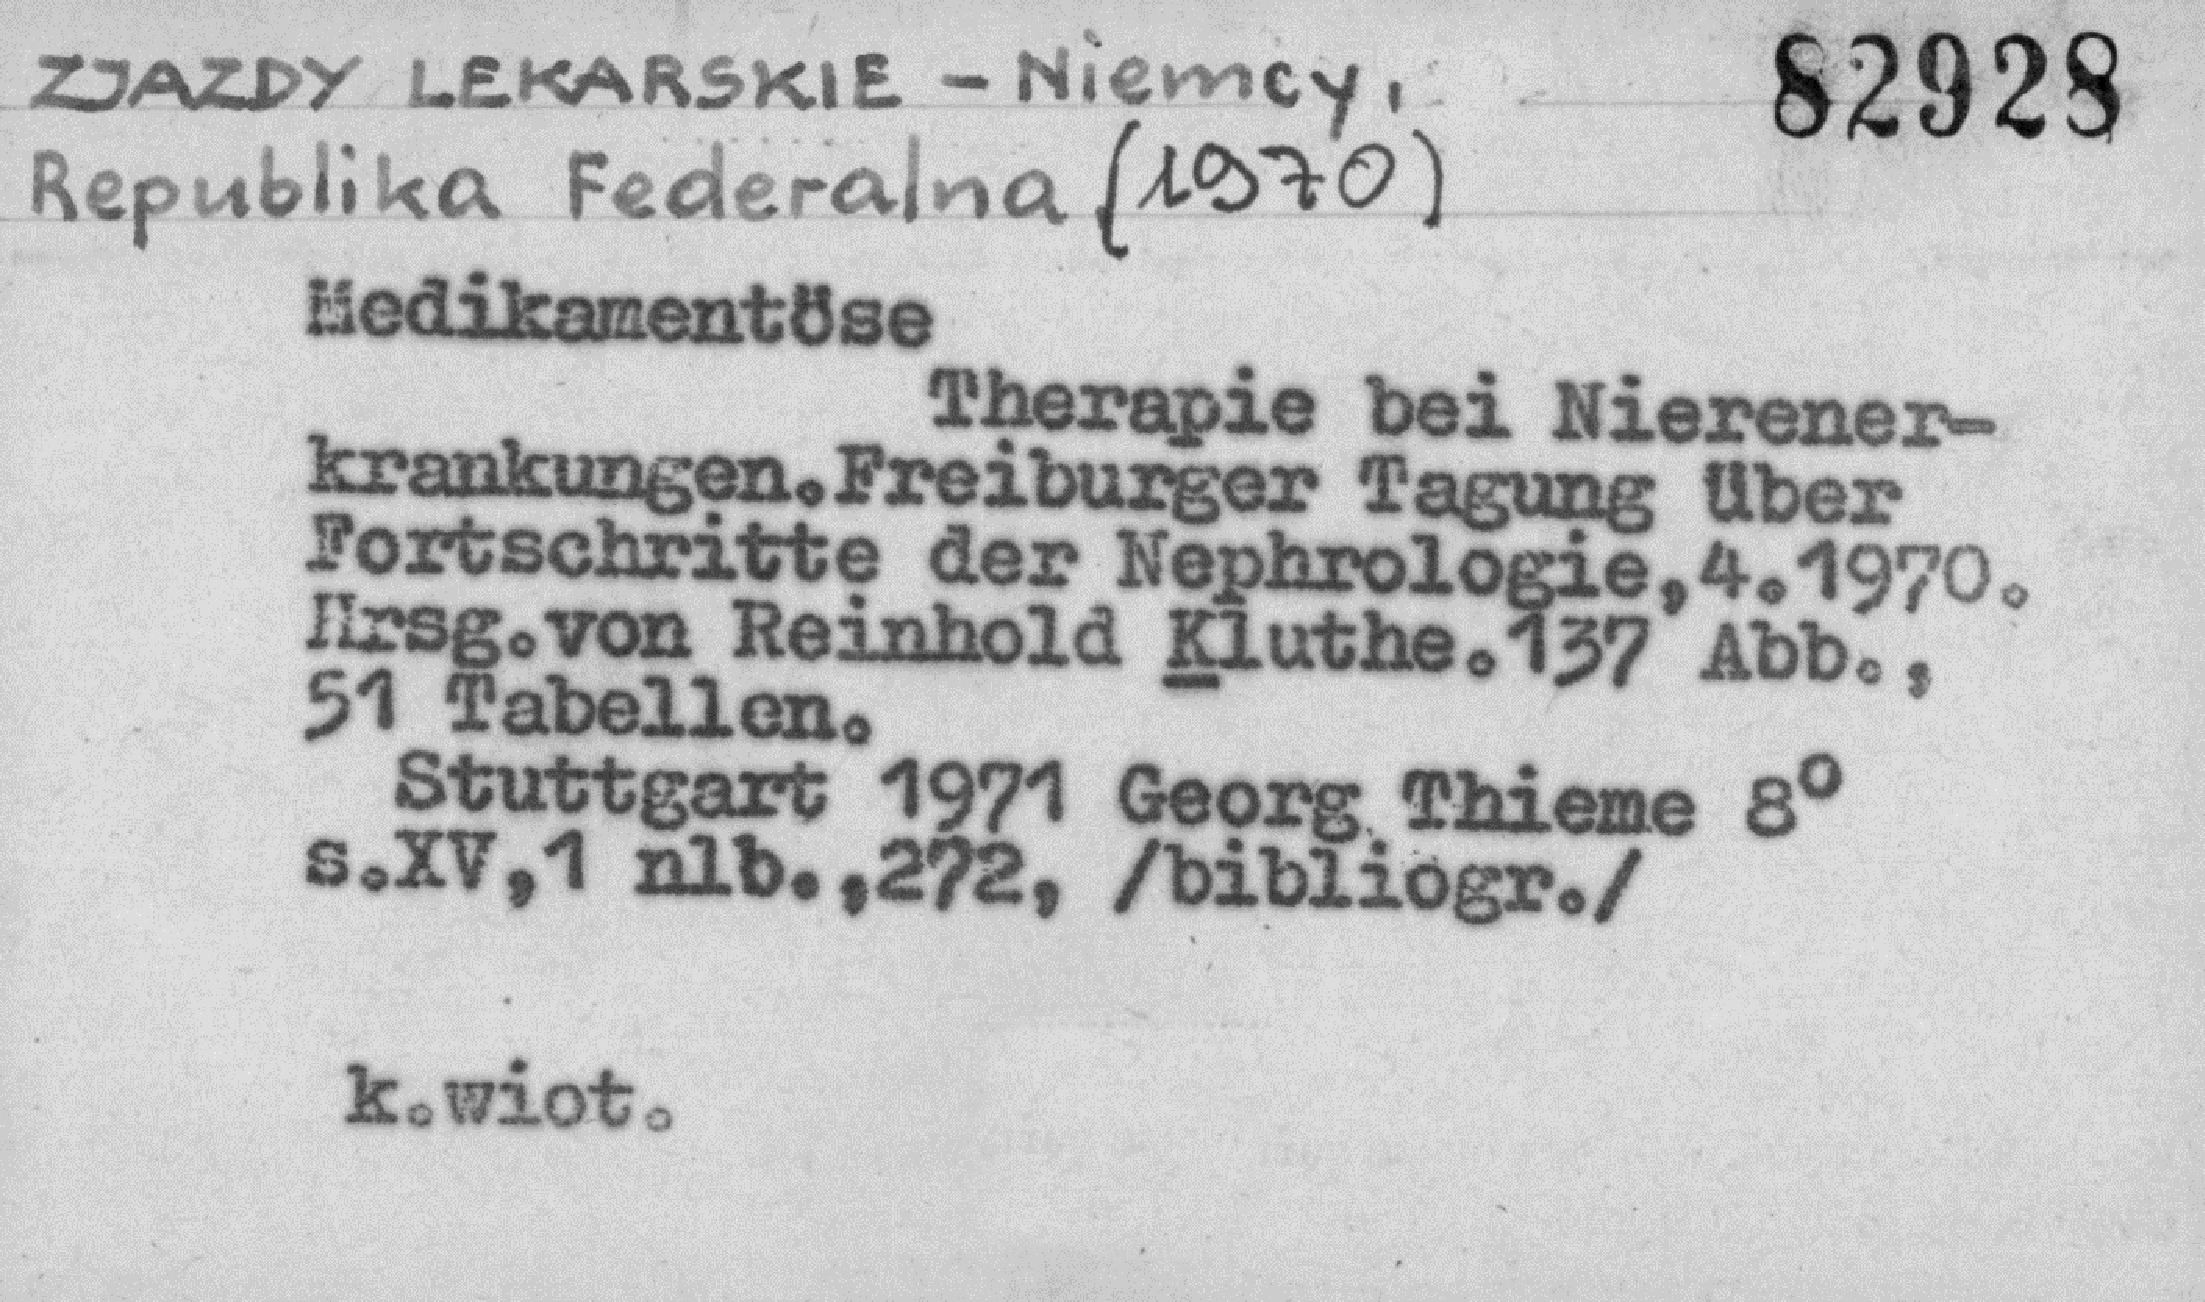 ZJAZDY LEKARSKIE - Niemcy,
82928
Republika Federalna (1970)
Medikamentöse
Therapie bei Nierener-
krankungen.Freiburger Tagung über
Fortschritte der Nephrologie,4.1970.
Hrsg.von Reinhold Kluthe.137 Abb.,
51 Tabellen.
Stuttgart 1971 Georg Thieme 8°
s.XV,1 nlb.,272, /bibliogr./
k.wiot.